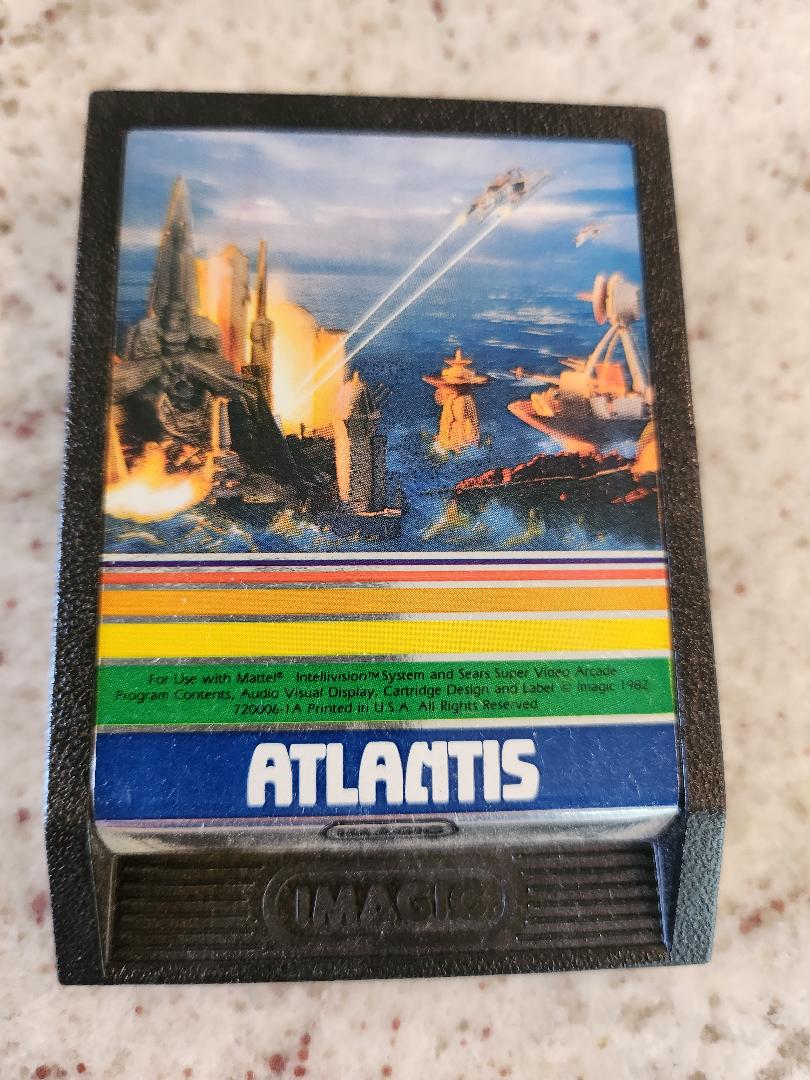 For Use with Mattel® Intellivision™ System and Sears Super Video Arcade
Program Contents, Audio Visual Display, Cartridge Design and Label © Imagic 1982
720006-1A Printed in U.S.A. All Rights Reserved
ATLANTIS
IMAGIC
IMAGIC